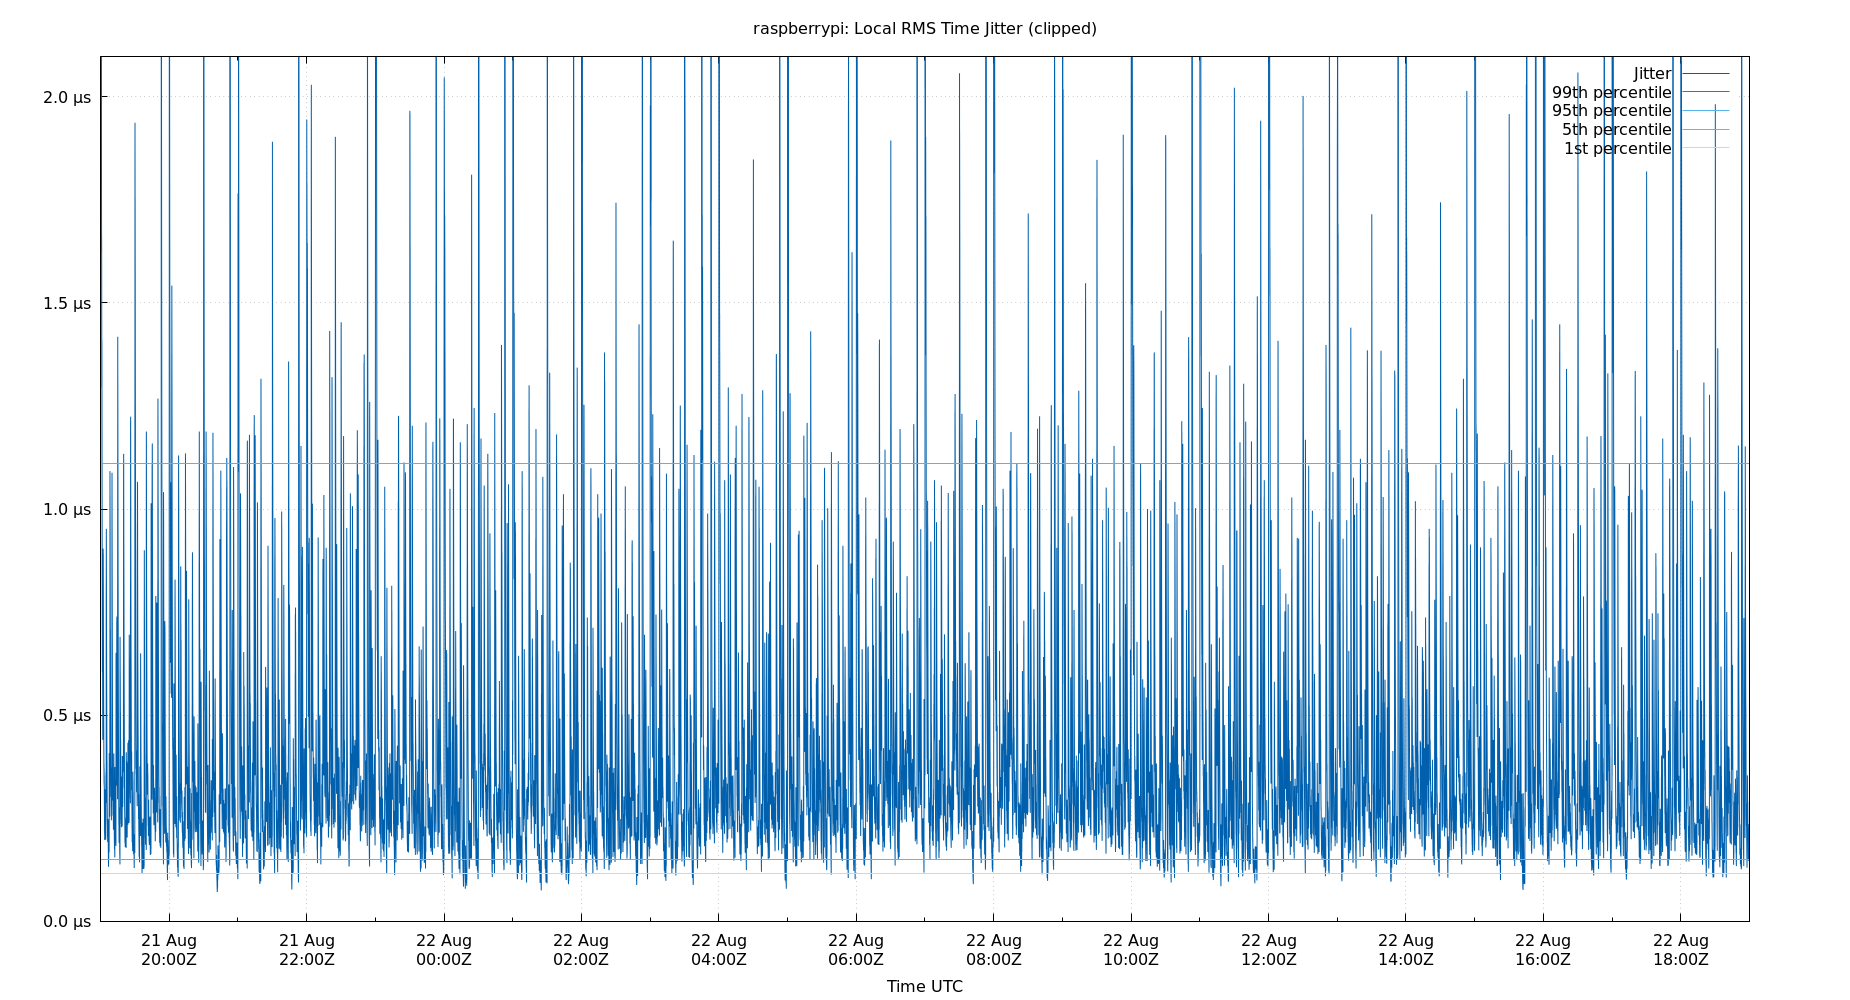 raspberrypi: Local RMS Time Jitter (clipped)
Jitter
99th percentile
95th percentile
5th percentile
1st percentile
2.0 µs
1.5 µs
1.0 µs
0.5 µs
0.0 µs
21 Aug 21 Aug 22 Aug 22 Aug 22 Aug 22 Aug 22 Aug 22 Aug 22 Aug 22 Aug 22 Aug 22 Aug
20:00Z 22:00Z 00:00Z 02:00Z 04:00Z 06:00Z 08:00Z 10:00Z 12:00Z 14:00Z 16:00Z 18:00Z
Time UTC